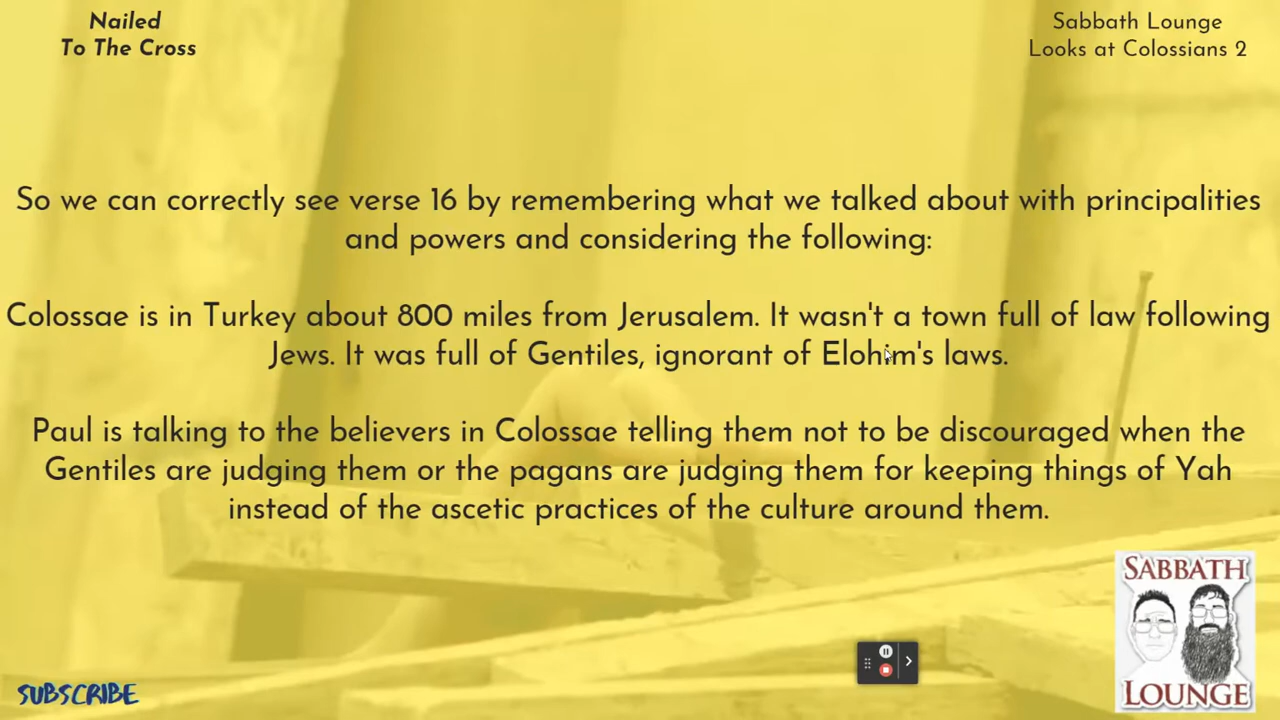 Nailed
To The Cross
Sabbath Lounge
Looks at Colossians 2
So we can correctly see verse 16 by remembering what we talked about with principalities
and powers and considering the following:
Colossae is in Turkey about 800 miles from Jerusalem. It wasn't a town full of law following
Jews. It was full of Gentiles, ignorant of Elohim's laws.
Paul is talking to the believers in Colossae telling them not to be discouraged when the
Gentiles are judging them or the pagans are judging them for keeping things of Yah
instead of the ascetic practices of the culture around them.
SABBATH
LOUNGE
SUBSCRIBE